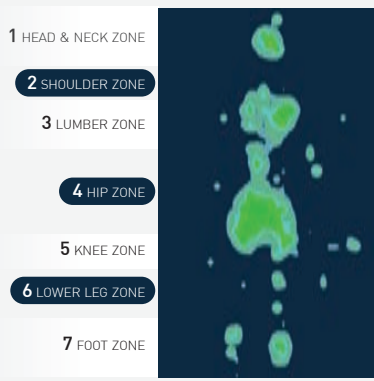 1 HEAD & NECK ZONE
2 SHOULDER ZONE
3 LUMBER ZONE
4 HIP ZONE
5 KNEE ZONE
6 LOWER LEG ZONE
7 FOOT ZONE